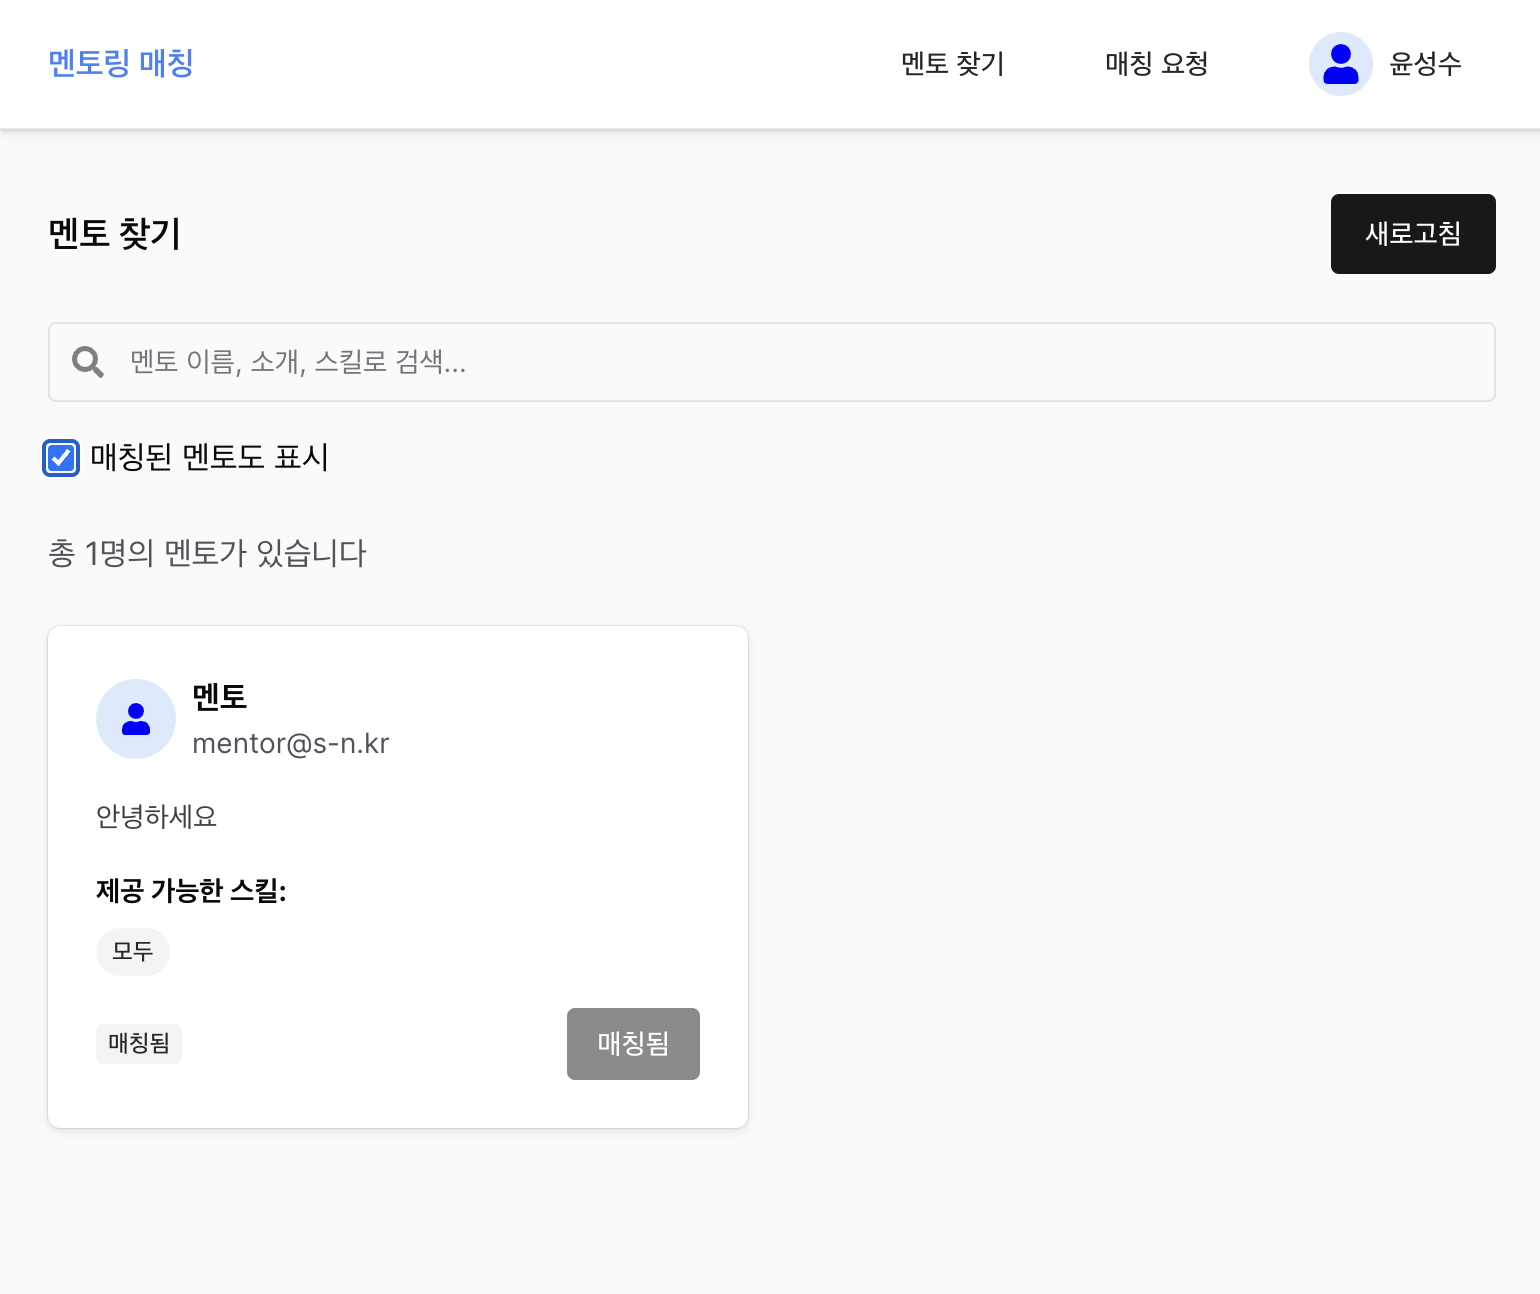 멘토링 매칭
멘토 찾기
매칭 요청
윤성수
멘토 찾기
새로고침
멘토 이름, 소개, 스킬로 검색...
매칭된 멘토도 표시
총 1명의 멘토가 있습니다
멘토
mentor@s-n.kr
안녕하세요
제공 가능한 스킬:
모두
매칭됨
매칭됨